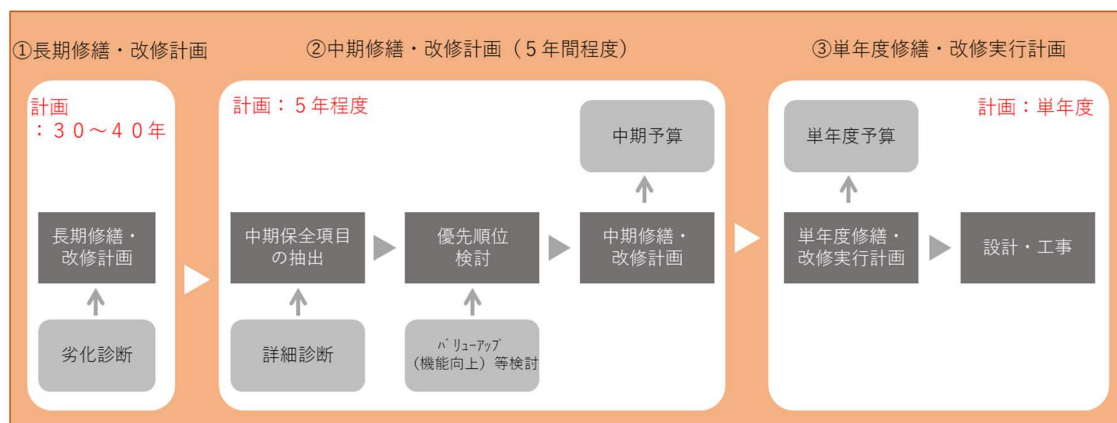 ①長期修繕・改修計画
②中期修繕・改修計画（５年間程度）
③単年度修繕・改修実行計画
計画
：３０～４０年
長期修繕・
改修計画
劣化診断
計画：５年程度
中期保全項目
の抽出
詳細診断
優先順位
検討
ﾊﾞﾘｭｰｱｯﾌﾟ
（機能向上）等検討
中期予算
中期修繕・
改修計画
計画：単年度
単年度予算
単年度修繕・
改修実行計画
設計・工事